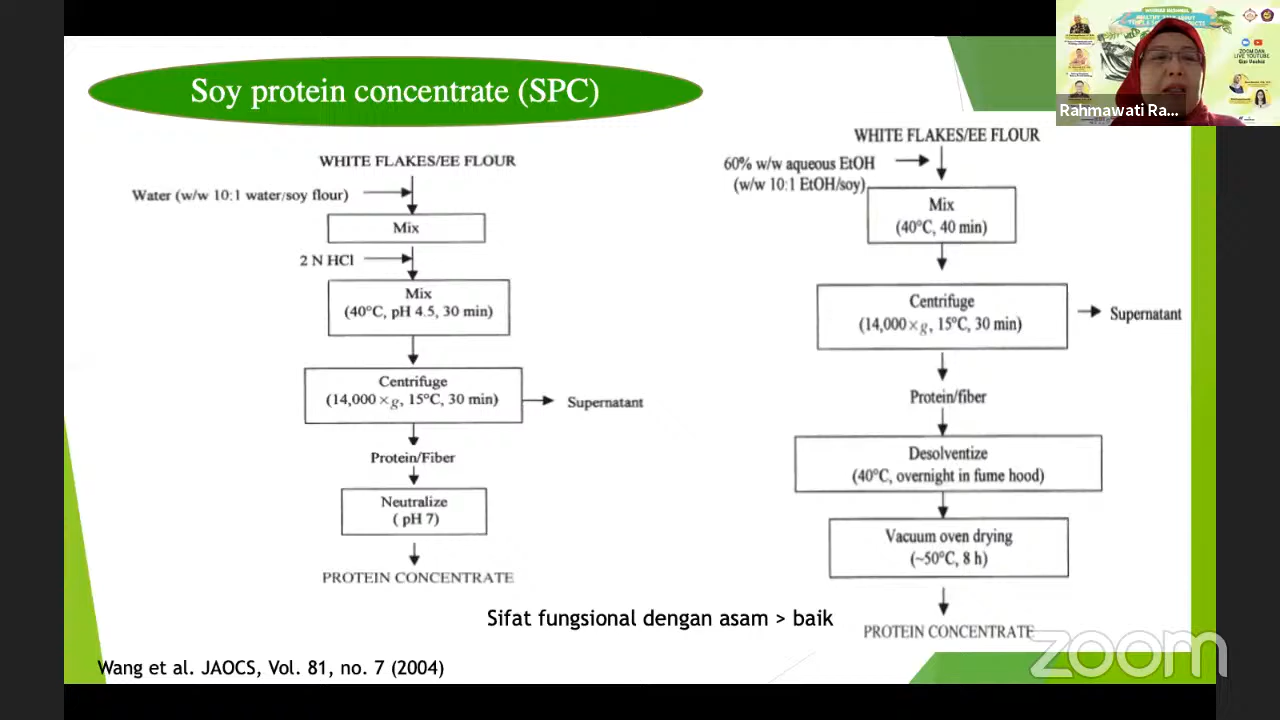 Soy protein concentrate (SPC)
WHITE FLAKES/EE FLOUR
Water (w/w 10:1 water/soy flour)
Mix
2 N HCl
Mix
(40°C, pH 4.5, 30 min)
Centrifuge
(14,000×g, 15°C, 30 min)
Supernatant
Protein/Fiber
Neutralize
( pH 7)
PROTEIN CONCENTRATE
WHITE FLAKES/EE FLOUR
60% w/w aqueous EtOH
(w/w 10:1 EtOH/soy)
Mix
(40°C, 40 min)
Centrifuge
(14,000×g, 15°C, 30 min)
Supernatant
Protein/fiber
Desolventize
(40°C, overnight in fume hood)
Vacuum oven drying
(~50°C, 8 h)
PROTEIN CONCENTRATE
Sifat fungsional dengan asam > baik
Wang et al. JAOCS, Vol. 81, no. 7 (2004)
ZOOM DAN
LIVE YOUTUBE
Rahmawati Ra...
zoom